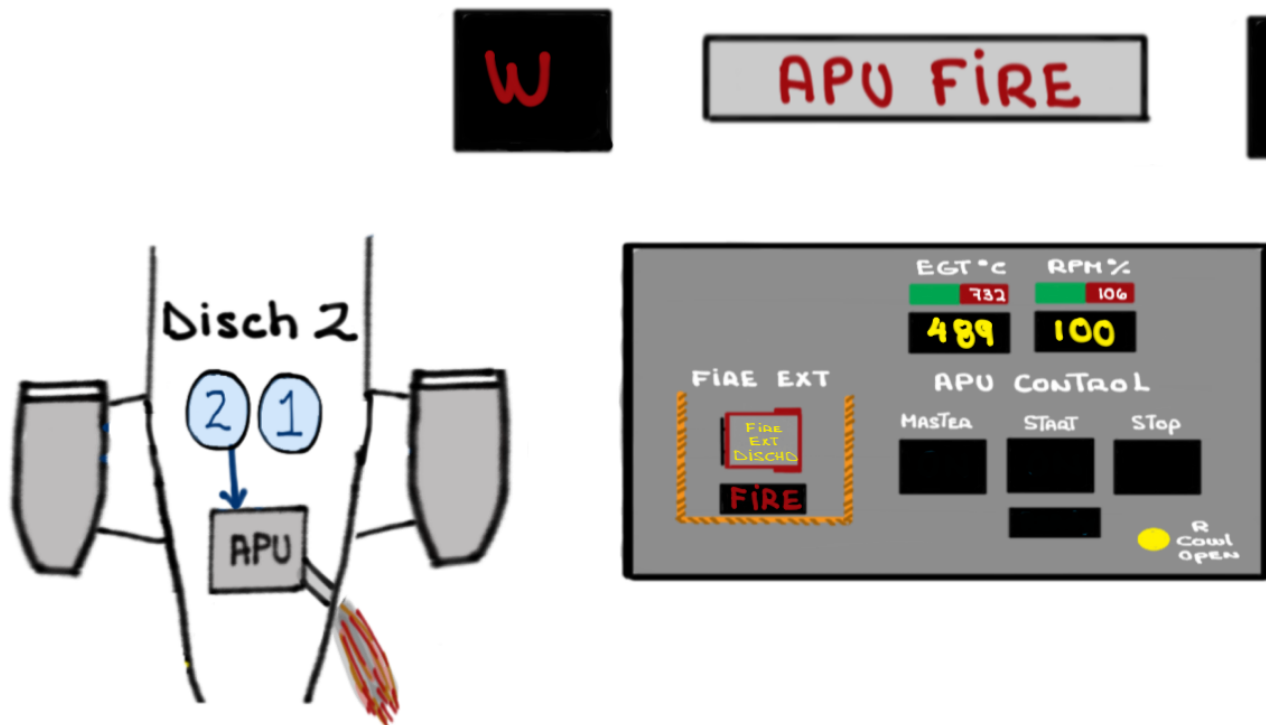 W
APU FiRE
Disch 2
2 1
APU
EGT °C RPM %
732 106
489 100
FiRE EXT
APU CONTROL
FiRE
EXT
DISCHD
FiRE
MASTER START STOP
R
Cowl
OPEN